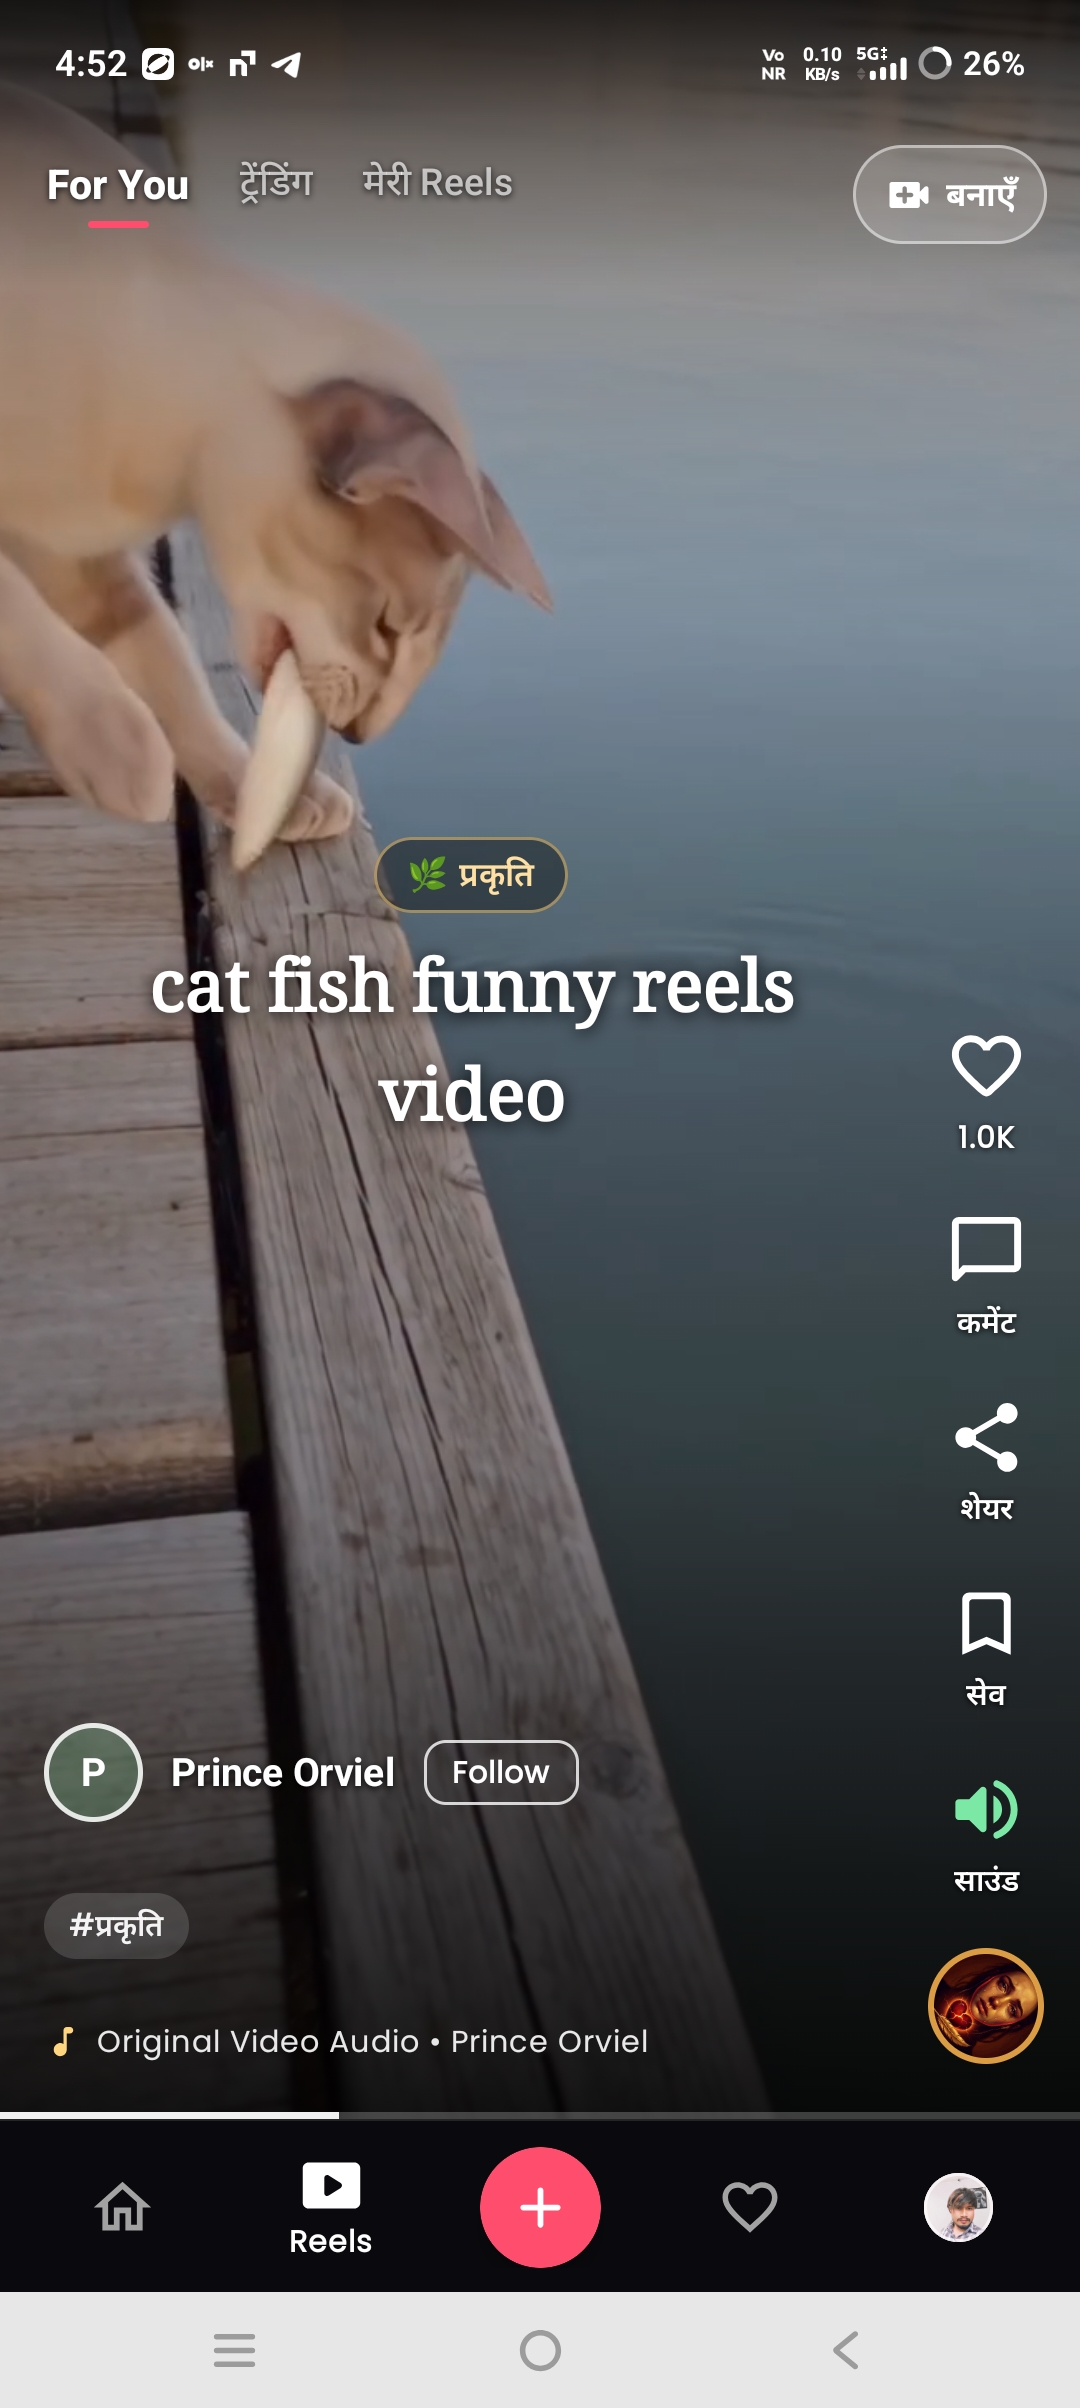 4:52 olx Vo NR 0.10 KB/s 5G 26%
For You ट्रेंडिंग मेरी Reels बनाएँ
🌿 प्रकृति
cat fish funny reels
video
1.0K
कमेंट
शेयर
सेव
P Prince Orviel Follow
साउंड
#प्रकृति
Original Video Audio • Prince Orviel
Reels